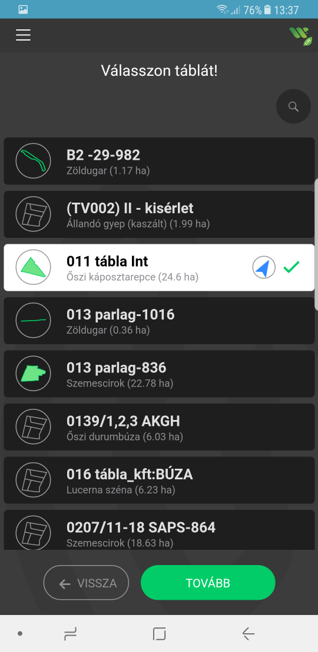 76% 13:37
Válasszon táblát!
B2 -29-982
Zöldugar (1.17 ha)
(TV002) II - kisérlet
Állandó gyep (kaszált) (1.99 ha)
011 tábla Int
Őszi káposztarepce (24.6 ha)
013 parlag-1016
Zöldugar (0.36 ha)
013 parlag-836
Szemescirok (22.78 ha)
0139/1,2,3 AKGH
Őszi durumbúza (6.03 ha)
016 tábla_kft:BÚZA
Lucerna széna (6.23 ha)
0207/11-18 SAPS-864
Szemescirok (18.63 ha)
VISSZA TOVÁBB